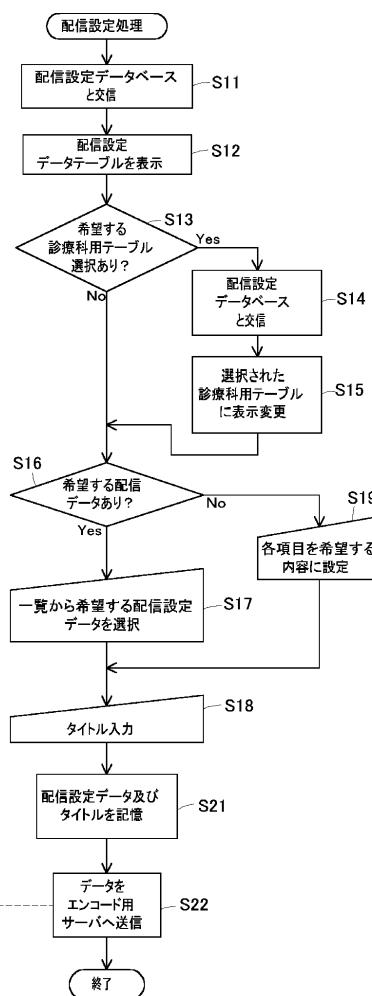 配信設定処理
配信設定データベース
と交信
S11
配信設定
データテーブルを表示
S12
S13
希望する
診療科用テーブル
選択あり?
Yes
No
配信設定
データベース
と交信
S14
選択された
診療科用テーブル
に表示変更
S15
S16
希望する配信
データあり?
No
Yes
S19
各項目を希望する
内容に設定
一覧から希望する配信設定
データを選択
S17
タイトル入力
S18
配信設定データ及び
タイトルを記憶
S21
データを
エンコード用
サーバへ送信
S22
終了